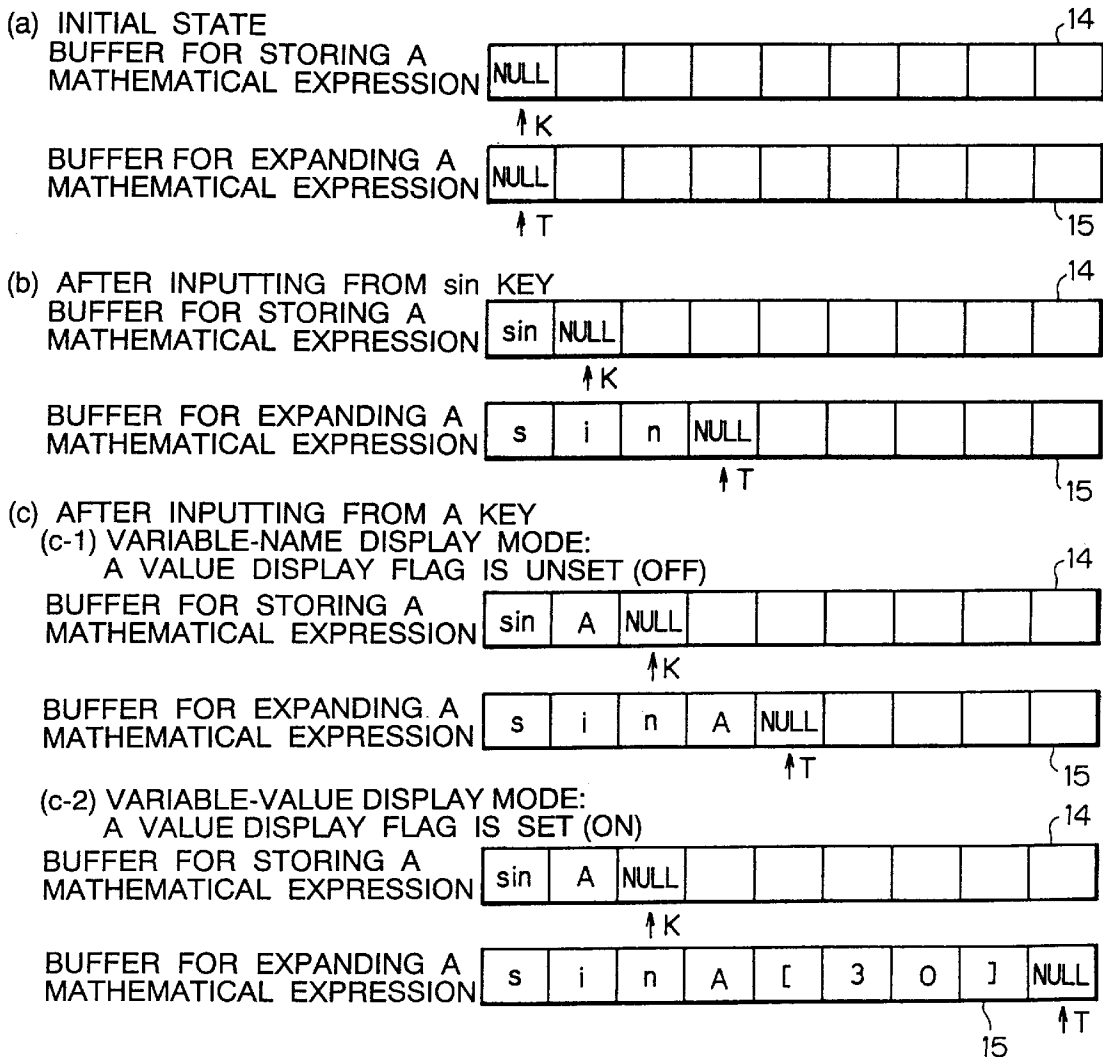 (a) INITIAL STATE
14
BUFFER FOR STORING A
MATHEMATICAL EXPRESSION NULL
K
BUFFER FOR EXPANDING A
MATHEMATICAL EXPRESSION NULL
T
15
(b) AFTER INPUTTING FROM sin KEY
14
BUFFER FOR STORING A
MATHEMATICAL EXPRESSION sin NULL
K
BUFFER FOR EXPANDING A
MATHEMATICAL EXPRESSION s i n NULL
T
15
(c) AFTER INPUTTING FROM A KEY
(c-1) VARIABLE-NAME DISPLAY MODE:
A VALUE DISPLAY FLAG IS UNSET (OFF)
14
BUFFER FOR STORING A
MATHEMATICAL EXPRESSION sin A NULL
K
BUFFER FOR EXPANDING A
MATHEMATICAL EXPRESSION s i n A NULL
T
15
(c-2) VARIABLE-VALUE DISPLAY MODE:
A VALUE DISPLAY FLAG IS SET (ON)
14
BUFFER FOR STORING A
MATHEMATICAL EXPRESSION sin A NULL
K
BUFFER FOR EXPANDING A
MATHEMATICAL EXPRESSION s i n A [ 3 0 ] NULL
T
15